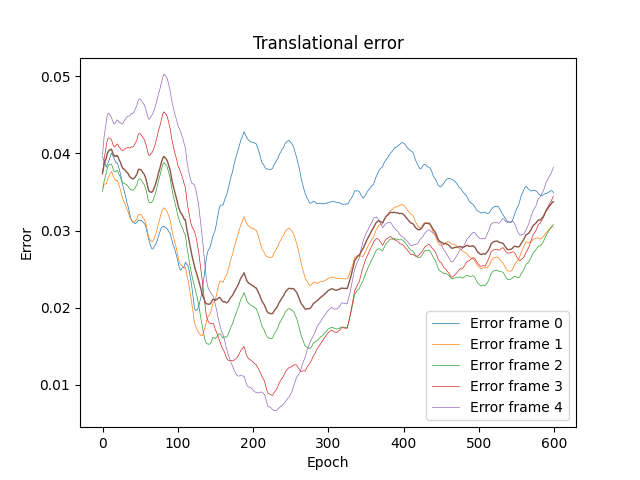 Translational error
Error
0.05
0.04
0.03
0.02
0.01
0 100 200 300 400 500 600
Epoch
Error frame 0
Error frame 1
Error frame 2
Error frame 3
Error frame 4